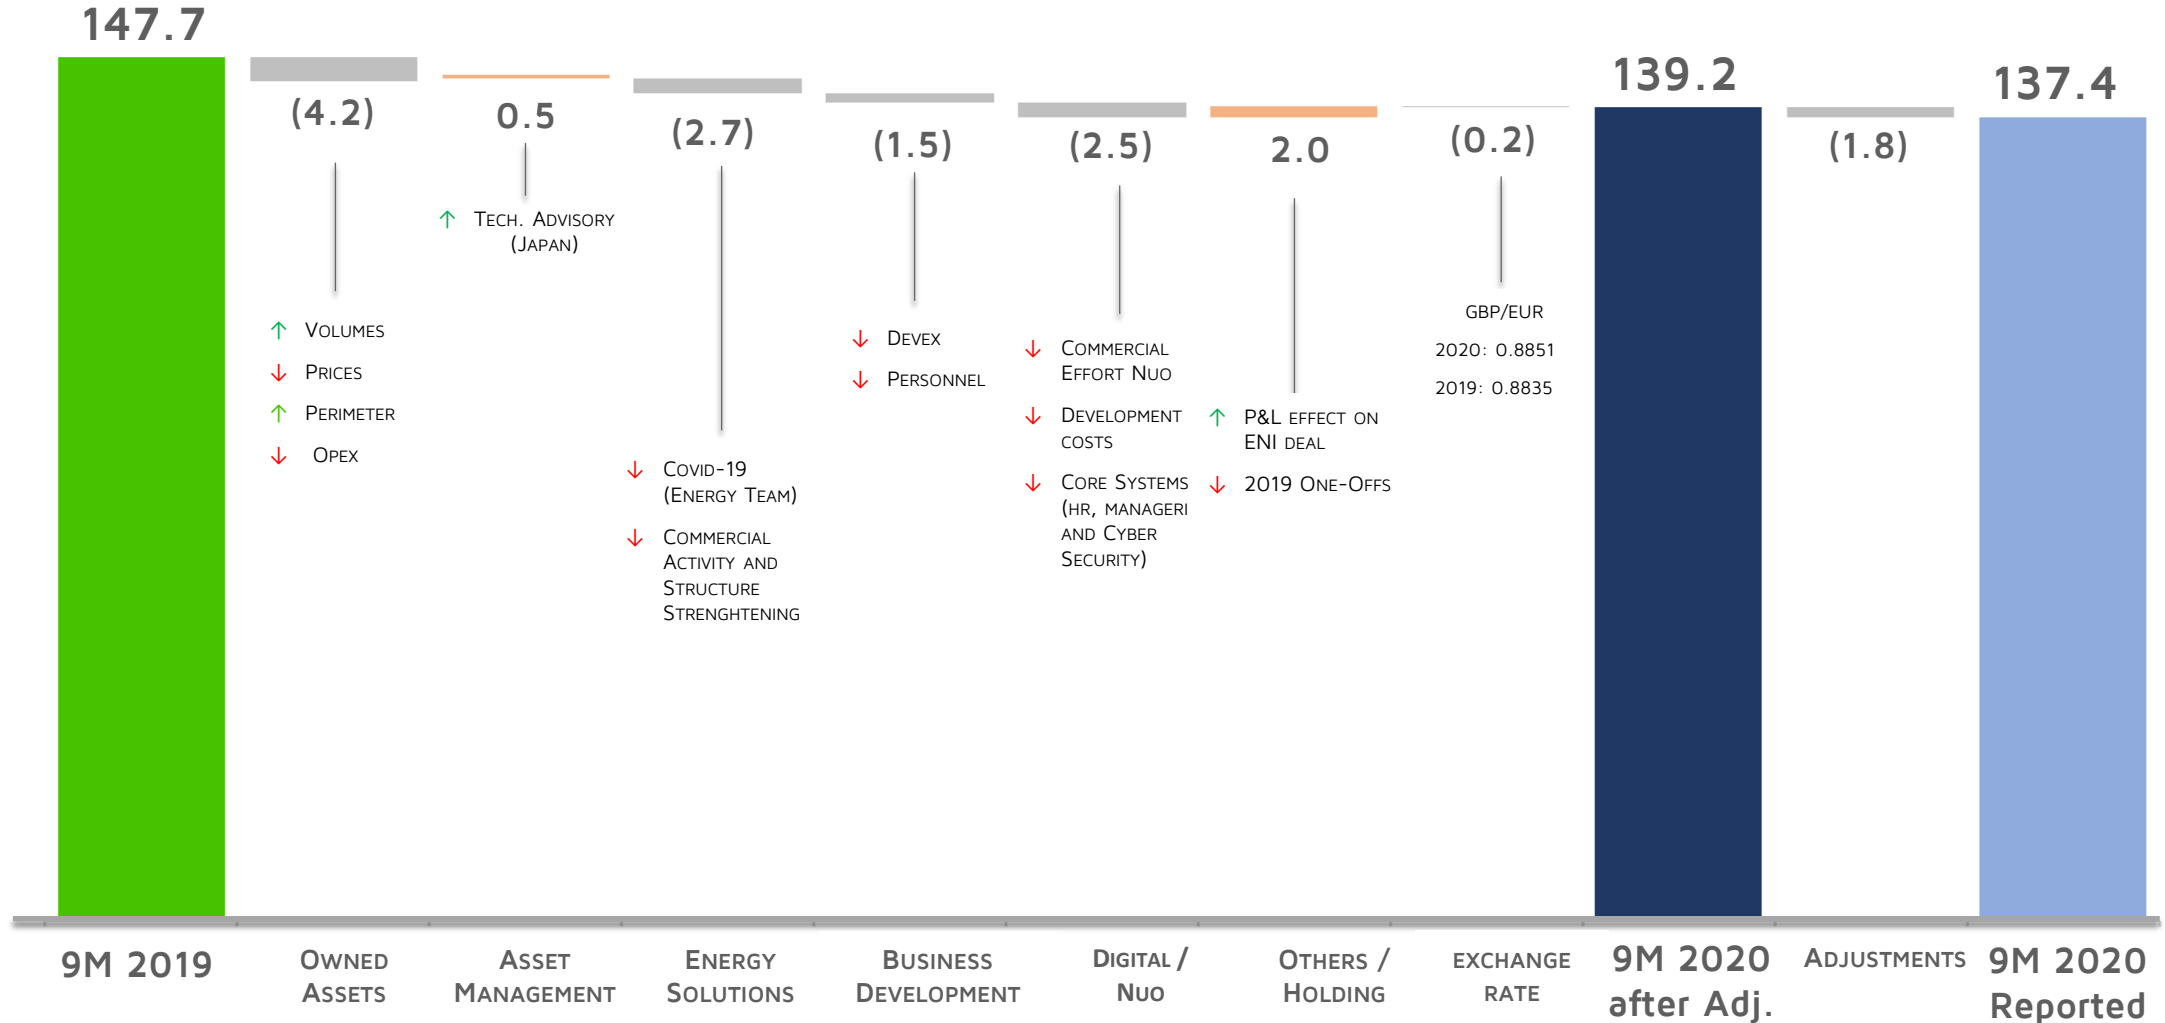 147.7
(4.2)
0.5
(2.7)
(1.5)
(2.5)
2.0
(0.2)
139.2
(1.8)
137.4
↑ Volumes
↓ Prices
↑ Perimeter
↓ Opex
↑ Tech. Advisory
(Japan)
↓ Covid-19
(Energy Team)
↓ Commercial
Activity and
Structure
Strenghtening
↓ Devex
↓ Personnel
↓ Commercial
Effort Nuo
↓ Development
costs
↓ Core Systems
(hr, manageri
and Cyber
Security)
↑ P&L effect on
ENI deal
↓ 2019 One-Offs
GBP/EUR
2020: 0.8851
2019: 0.8835
9M 2019
Owned
Assets
Asset
Management
Energy
Solutions
Business
Development
Digital /
Nuo
Others /
Holding
exchange
rate
9M 2020
after Adj.
Adjustments
9M 2020
Reported